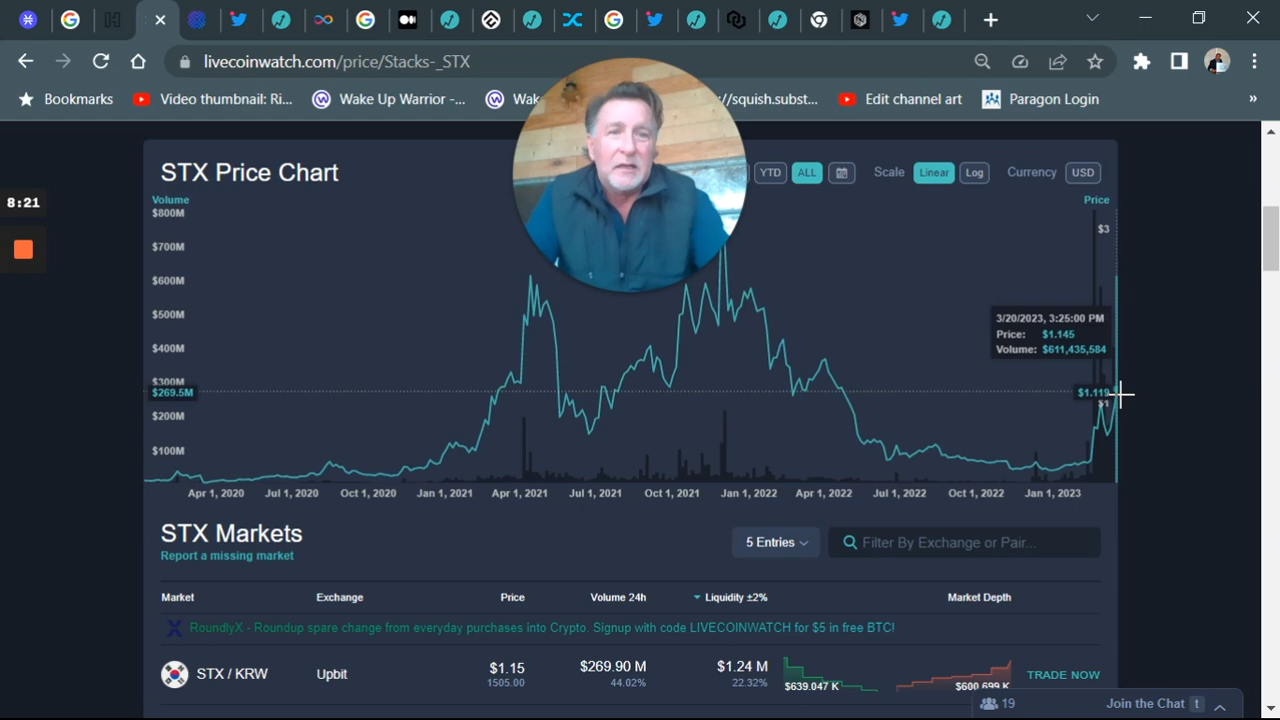 livecoinwatch.com/price/Stacks-_STX
Bookmarks
Video thumbnail: Ri...
Wake Up Warrior -...
Wak
://squish.subst...
Edit channel art
Paragon Login
»
8:21
STX Price Chart
YTD
ALL
Scale
Linear
Log
Currency
USD
Volume
Price
$800M
$700M
$600M
$500M
$400M
$300M
$269.5M
$200M
$100M
$3
3/20/2023, 3:25:00 PM
Price: $1.145
Volume: $611,435,584
$1.119
$1
Apr 1, 2020
Jul 1, 2020
Oct 1, 2020
Jan 1, 2021
Apr 1, 2021
Jul 1, 2021
Oct 1, 2021
Jan 1, 2022
Apr 1, 2022
Jul 1, 2022
Oct 1, 2022
Jan 1, 2023
STX Markets
Report a missing market
5 Entries
Filter By Exchange or Pair...
Market
Exchange
Price
Volume 24h
Liquidity ±2%
Market Depth
RoundlyX - Roundup spare change from everyday purchases into Crypto. Signup with code LIVECOINWATCH for $5 in free BTC!
STX / KRW
Upbit
$1.15
1505.00
$269.90 M
44.02%
$1.24 M
22.32%
$639.047 K
$600.699 K
TRADE NOW
19
Join the Chat t